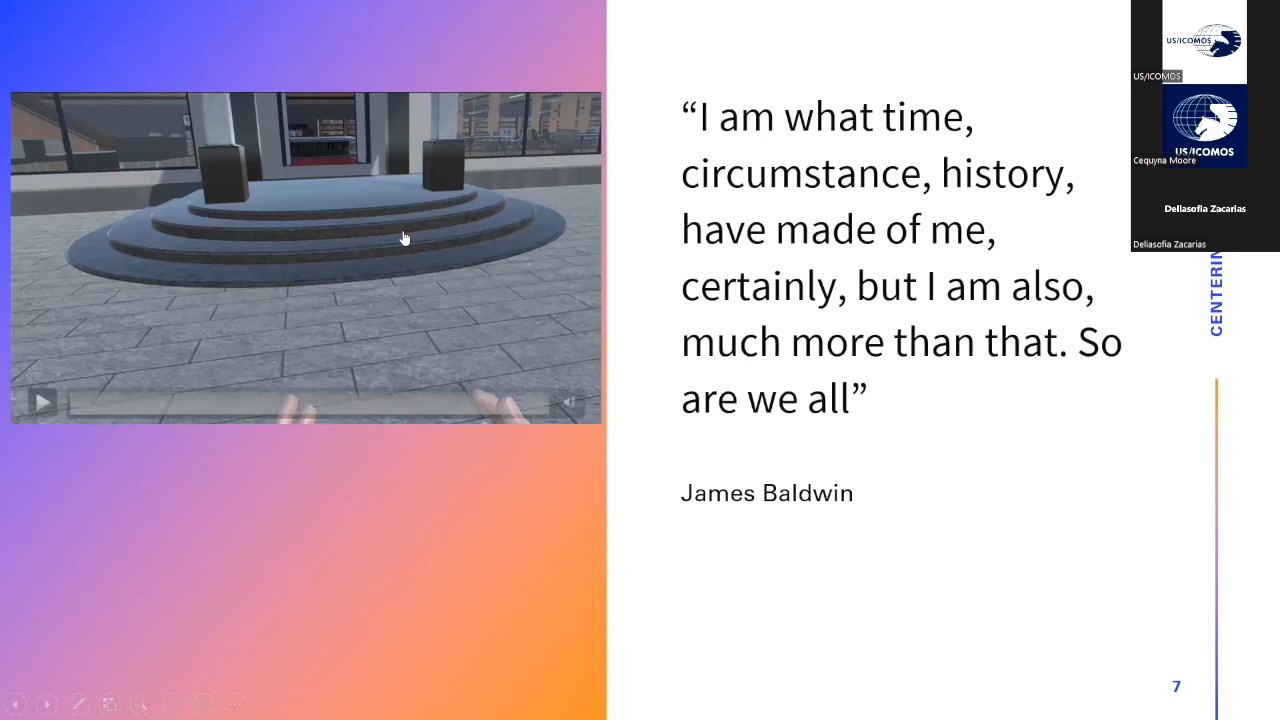 “I am what time,
circumstance, history,
have made of me,
certainly, but I am also,
much more than that. So
are we all”
James Baldwin
US/ICOMOS
US/ICOMOS
US/ICOMOS
Cequyna Moore
Deliasofia Zacarias
Deliasofia Zacarias
CENTERIN
7